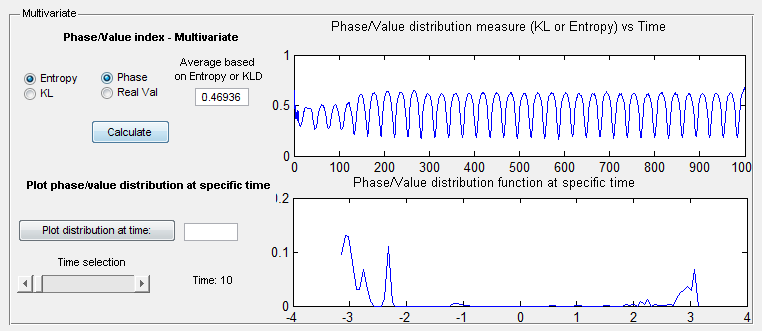 Multivariate
Phase/Value index - Multivariate
Entropy
KL
Phase
Real Val
Average based
on Entropy or KLD
0.46936
Calculate
Phase/Value distribution measure (KL or Entropy) vs Time
1
0.5
0
0 100 200 300 400 500 600 700 800 900 1000
Plot phase/value distribution at specific time
Plot distribution at time:
Time selection
Time: 10
Phase/Value distribution function at specific time
0.2
0.1
0
-4 -3 -2 -1 0 1 2 3 4